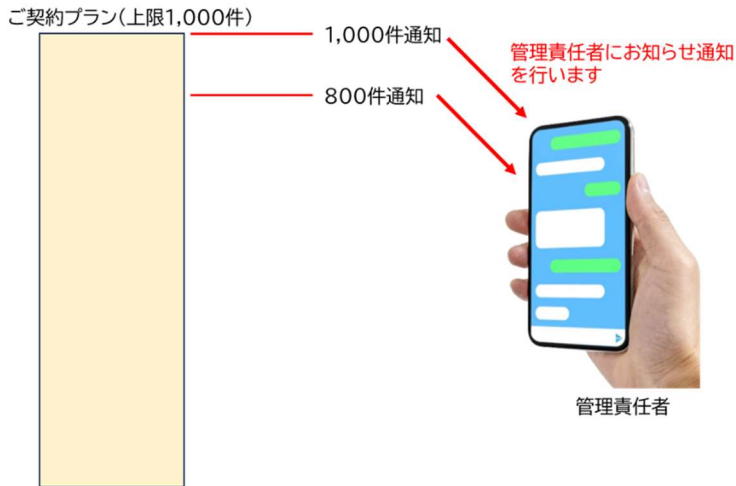 ご契約プラン(上限1,000件)
1,000件通知
800件通知
管理責任者にお知らせ通知
を行います
管理責任者